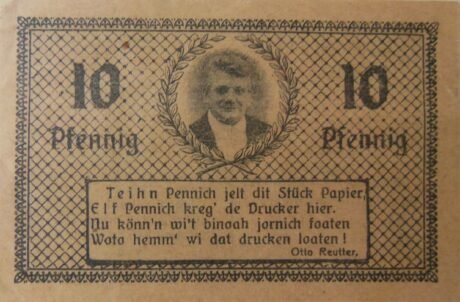 10 10
Pfennig Pfennig
Teihn Pennich jelt dit Stück Papier,
Elf Pennich kreg' de Drucker hier.
Nu könn'n wi't binoah jornich foaten
Woto hemm' wi dat drucken loaten!
Otto Reutter,